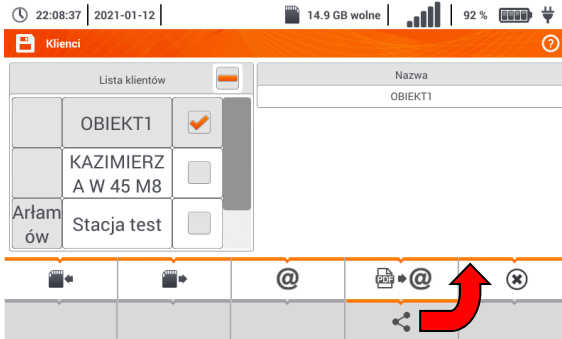 22:08:37 2021-01-12 14.9 GB wolne 92 %
Klienci ?
Lista klientów
Nazwa
OBIEKT1
OBIEKT1
KAZIMIERZ
A W 45 M8
Arłam
ów
Stacja test
@
PDF @